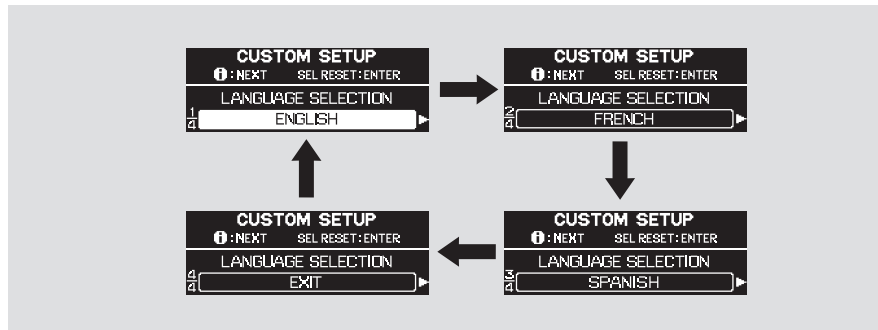 CUSTOM SETUP
i:NEXT SEL RESET:ENTER
LANGUAGE SELECTION
1/4 ENGLISH
CUSTOM SETUP
i:NEXT SEL RESET:ENTER
LANGUAGE SELECTION
2/4 FRENCH
CUSTOM SETUP
i:NEXT SEL RESET:ENTER
LANGUAGE SELECTION
4/4 EXIT
CUSTOM SETUP
i:NEXT SEL RESET:ENTER
LANGUAGE SELECTION
3/4 SPANISH